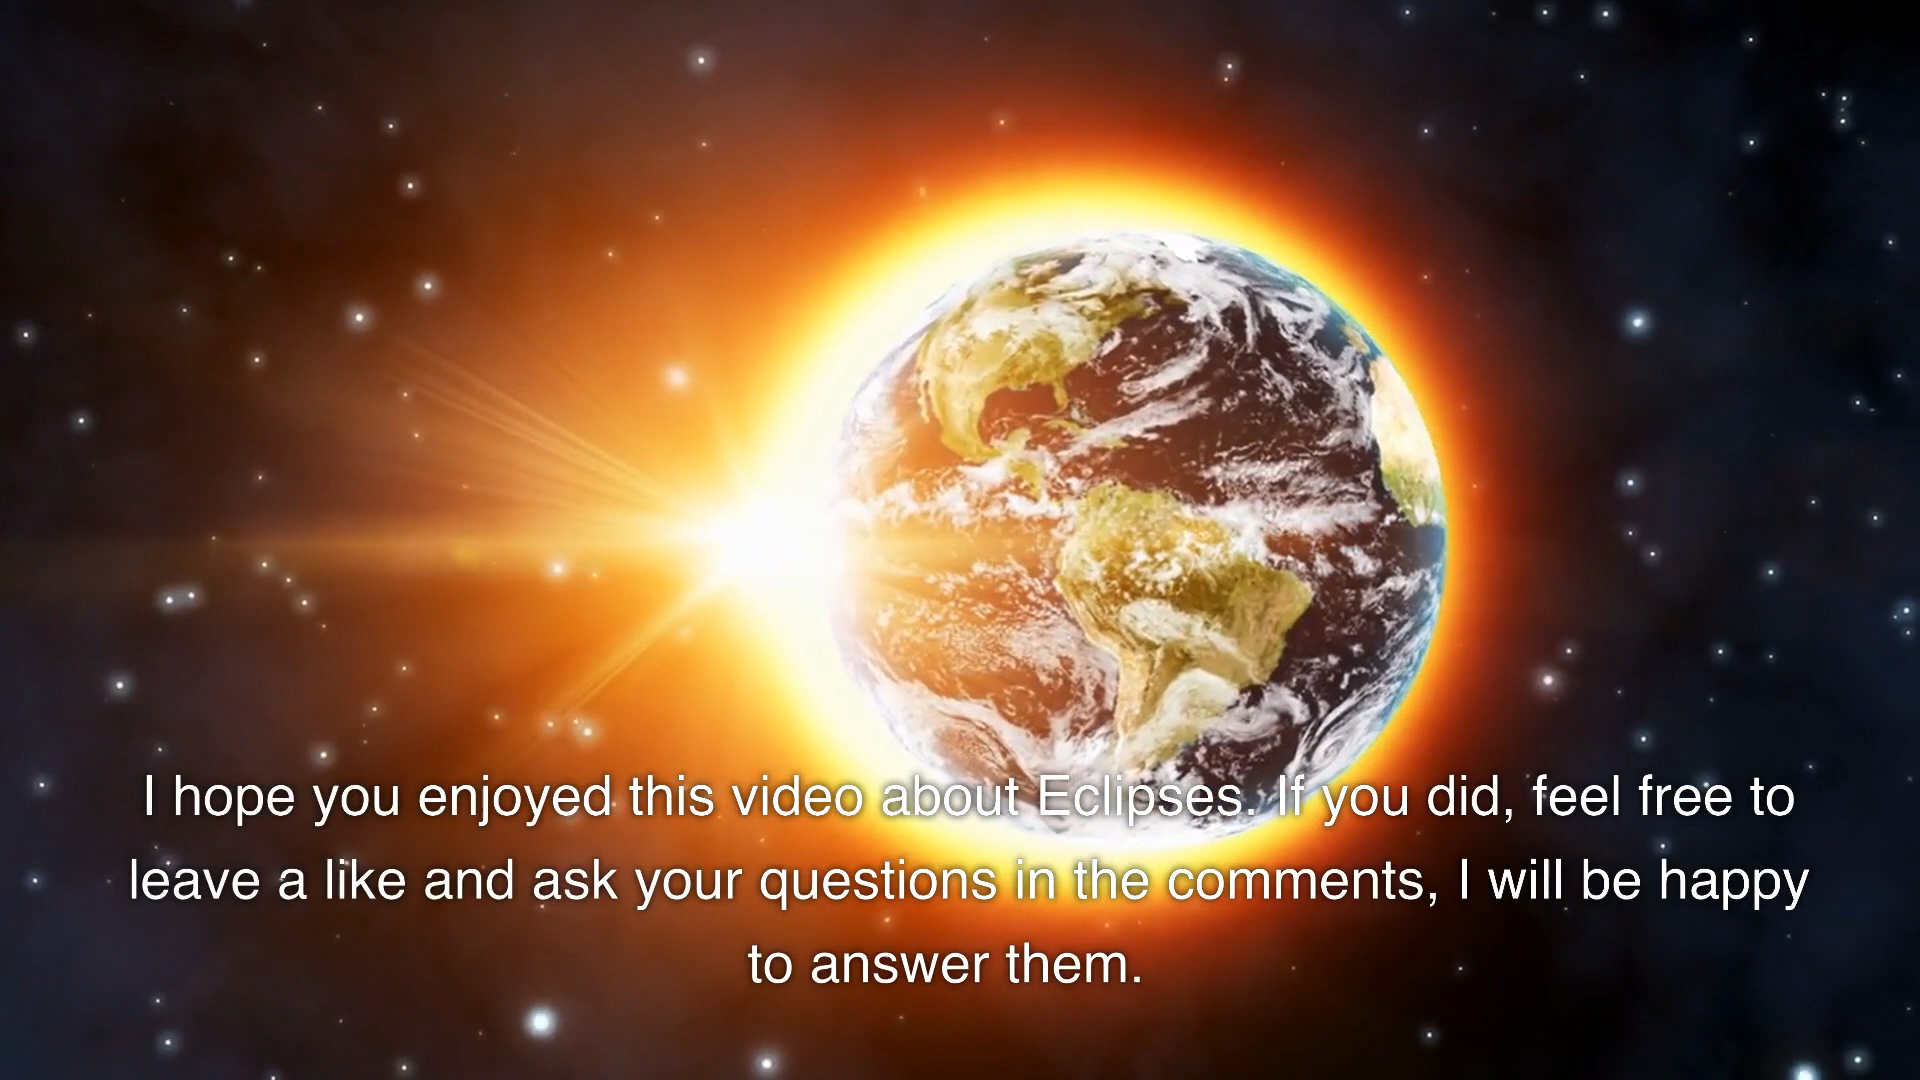 I hope you enjoyed this video about Eclipses. If you did, feel free to
leave a like and ask your questions in the comments, I will be happy
to answer them.